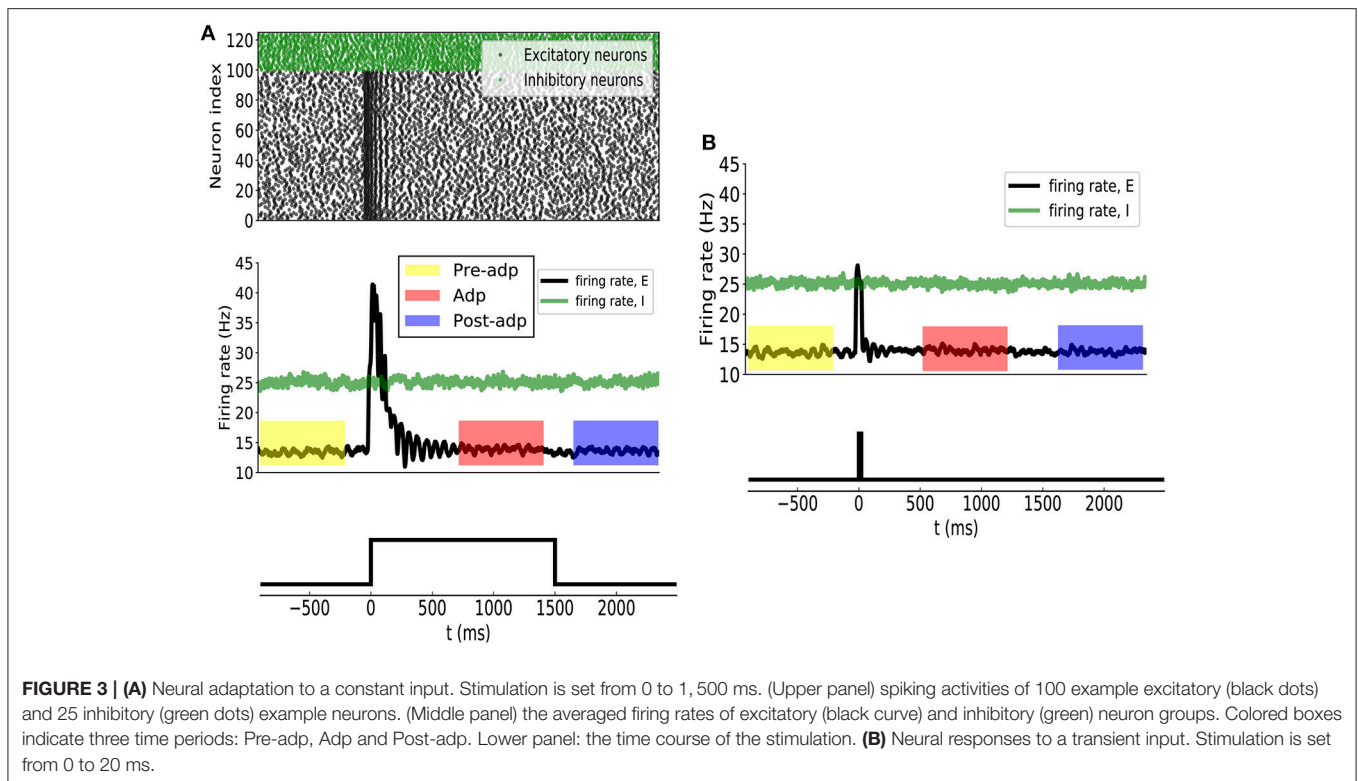 A
120
100
80
60
40
20
0
Neuron index
Excitatory neurons
Inhibitory neurons
45
40
35
30
25
20
15
10
Firing rate (Hz)
Pre-adp
Adp
Post-adp
firing rate, E
firing rate, I
−500 0 500 1000 1500 2000
t (ms)
B
45
40
35
30
25
20
15
10
Firing rate (Hz)
firing rate, E
firing rate, I
−500 0 500 1000 1500 2000
t (ms)
FIGURE 3 | (A) Neural adaptation to a constant input. Stimulation is set from 0 to 1, 500 ms. (Upper panel) spiking activities of 100 example excitatory (black dots)
and 25 inhibitory (green dots) example neurons. (Middle panel) the averaged firing rates of excitatory (black curve) and inhibitory (green) neuron groups. Colored boxes
indicate three time periods: Pre-adp, Adp and Post-adp. Lower panel: the time course of the stimulation. (B) Neural responses to a transient input. Stimulation is set
from 0 to 20 ms.